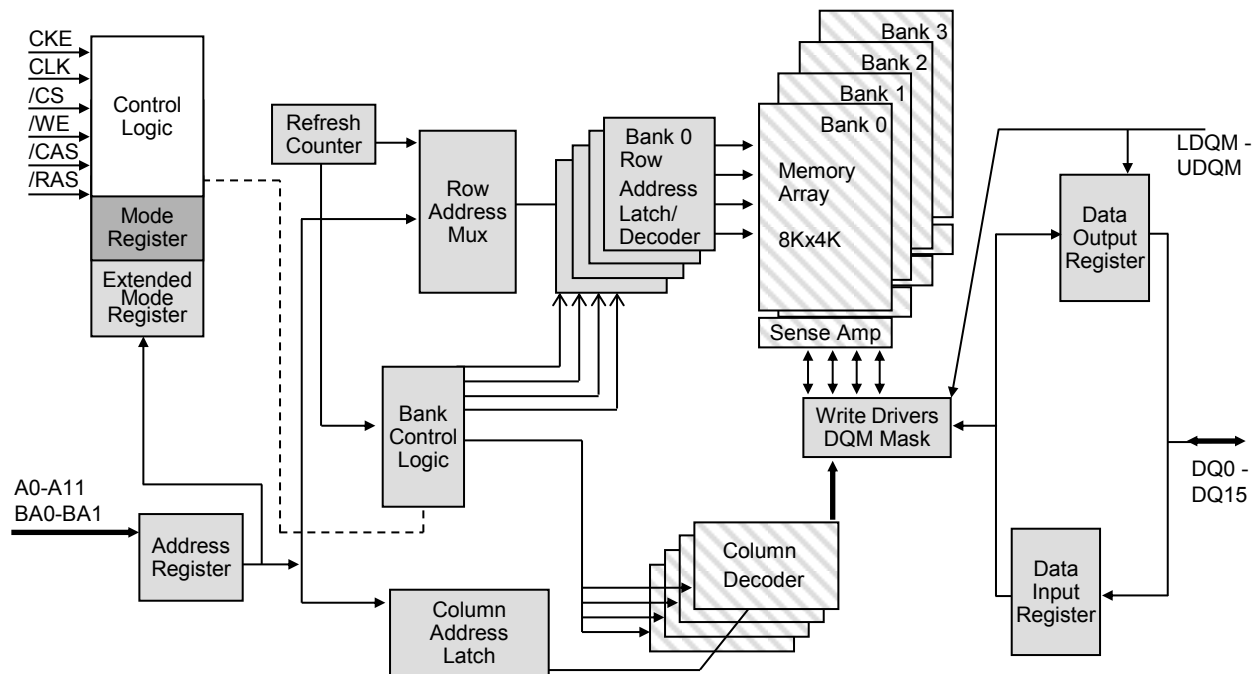 CKE
CLK
/CS
/WE
/CAS
/RAS
Control
Logic
Mode
Register
Extended
Mode
Register
Refresh
Counter
Row
Address
Mux
Bank 0
Row
Address
Latch/
Decoder
Bank 3
Bank 2
Bank 1
Bank 0
Memory
Array
8Kx4K
Sense Amp
LDQM -
UDQM
Data
Output
Register
Bank
Control
Logic
Write Drivers
DQM Mask
DQ0 -
DQ15
A0-A11
BA0-BA1
Address
Register
Column
Decoder
Data
Input
Register
Column
Address
Latch